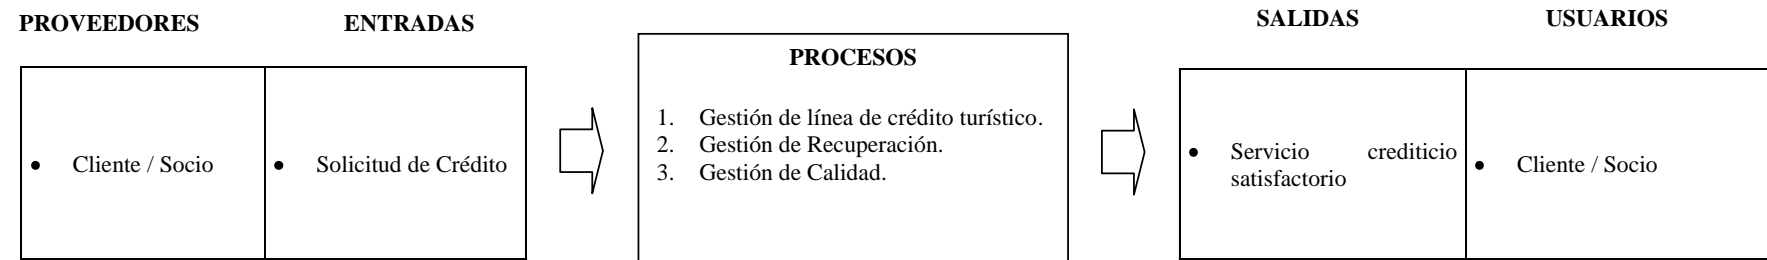 PROVEEDORES
ENTRADAS
SALIDAS
USUARIOS
PROCESOS
• Cliente / Socio
• Solicitud de Crédito
1. Gestión de línea de crédito turístico.
2. Gestión de Recuperación.
3. Gestión de Calidad.
• Servicio crediticio
satisfactorio
• Cliente / Socio